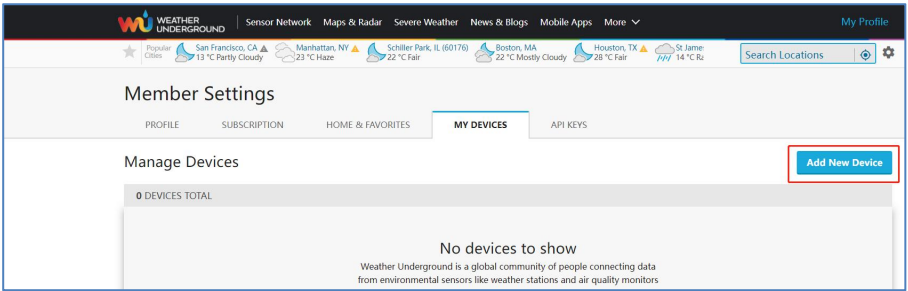 WEATHER UNDERGROUND Sensor Network Maps & Radar Severe Weather News & Blogs Mobile Apps More My Profile
Popular Cities San Francisco, CA 13 °C Partly Cloudy Manhattan, NY 23 °C Haze Schiller Park, IL (60176) 22 °C Fair Boston, MA 22 °C Mostly Cloudy Houston, TX 28 °C Fair St James 14 °C Ra Search Locations
Member Settings
PROFILE SUBSCRIPTION HOME & FAVORITES MY DEVICES API KEYS
Manage Devices Add New Device
0 DEVICES TOTAL
No devices to show
Weather Underground is a global community of people connecting data
from environmental sensors like weather stations and air quality monitors